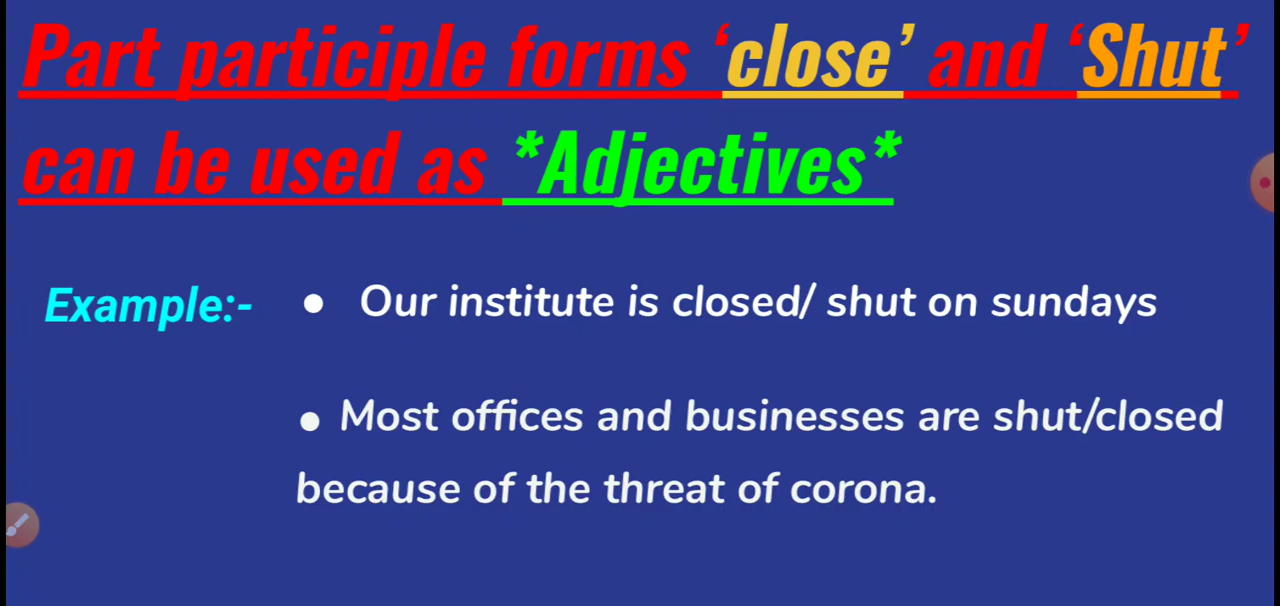 Part participle forms ‘close’ and ‘Shut’
can be used as *Adjectives*
Example:- ● Our institute is closed/ shut on sundays
● Most offices and businesses are shut/closed
because of the threat of corona.